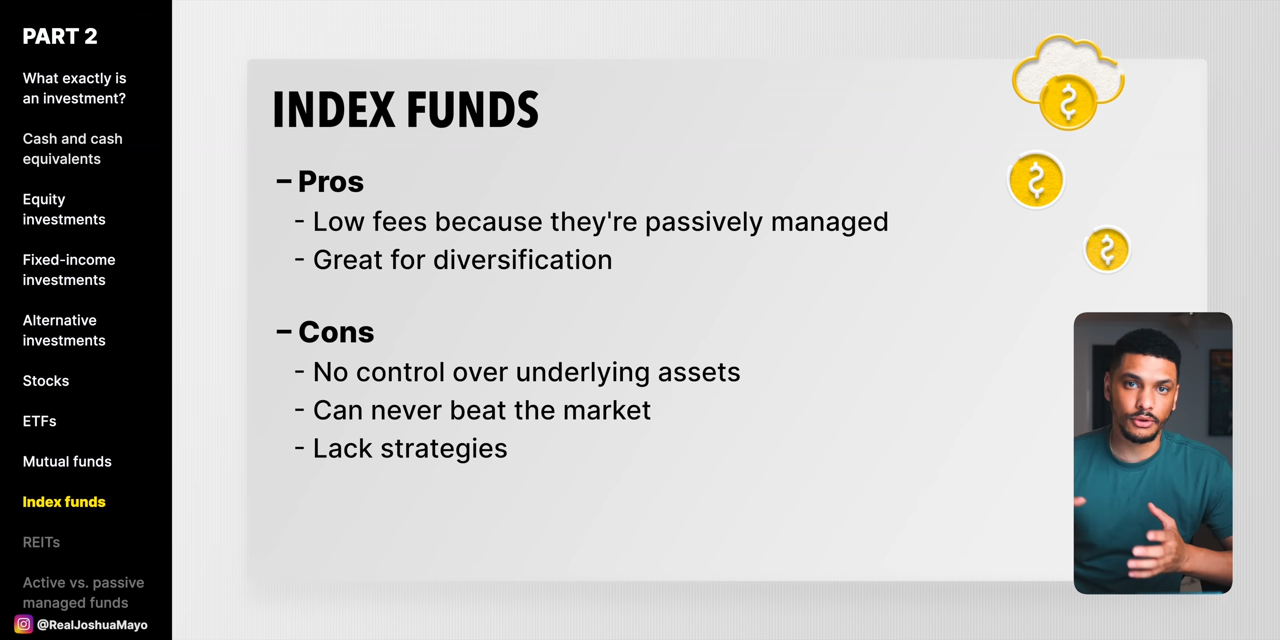 PART 2
What exactly is
an investment?
Cash and cash
equivalents
Equity
investments
Fixed-income
investments
Alternative
investments
Stocks
ETFs
Mutual funds
Index funds
REITs
Active vs. passive
managed funds
@RealJoshuaMayo
INDEX FUNDS
– Pros
- Low fees because they're passively managed
- Great for diversification
– Cons
- No control over underlying assets
- Can never beat the market
- Lack strategies